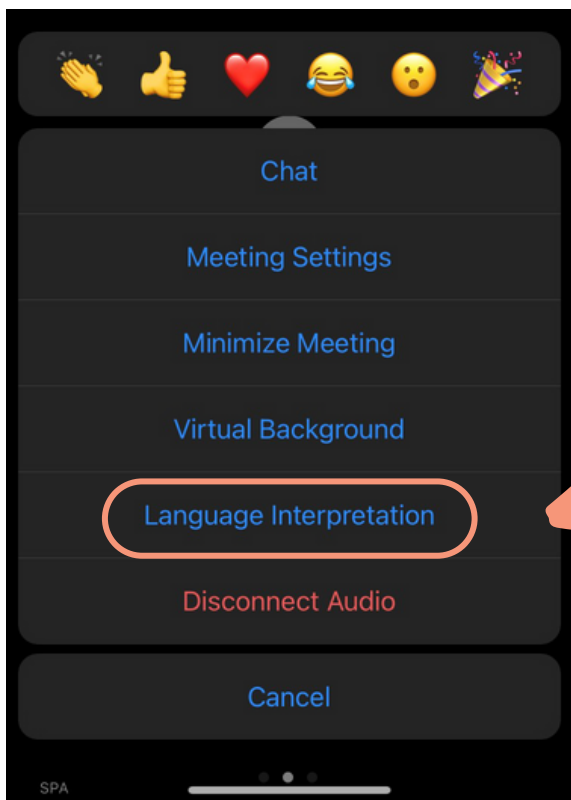 Chat
Meeting Settings
Minimize Meeting
Virtual Background
Language Interpretation
Disconnect Audio
Cancel
SPA